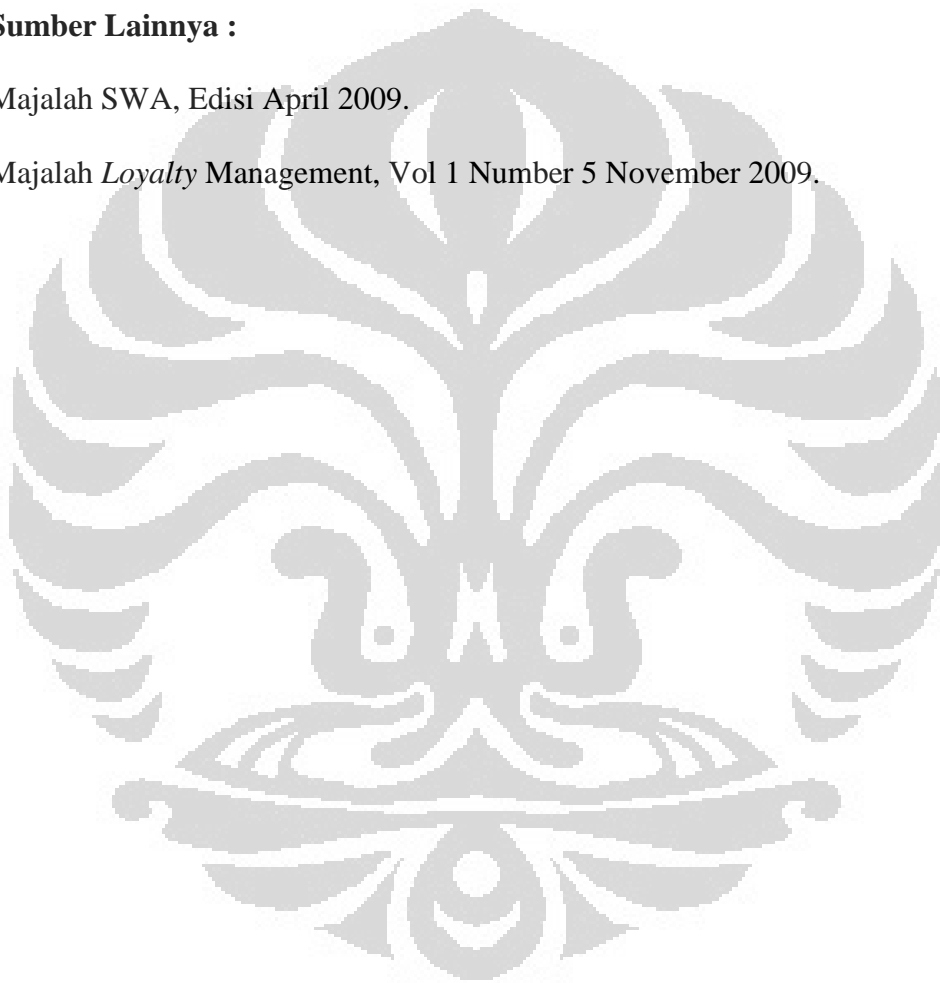 Sumber Lainnya :
Majalah SWA, Edisi April 2009.
Majalah Loyalty Management, Vol 1 Number 5 November 2009.